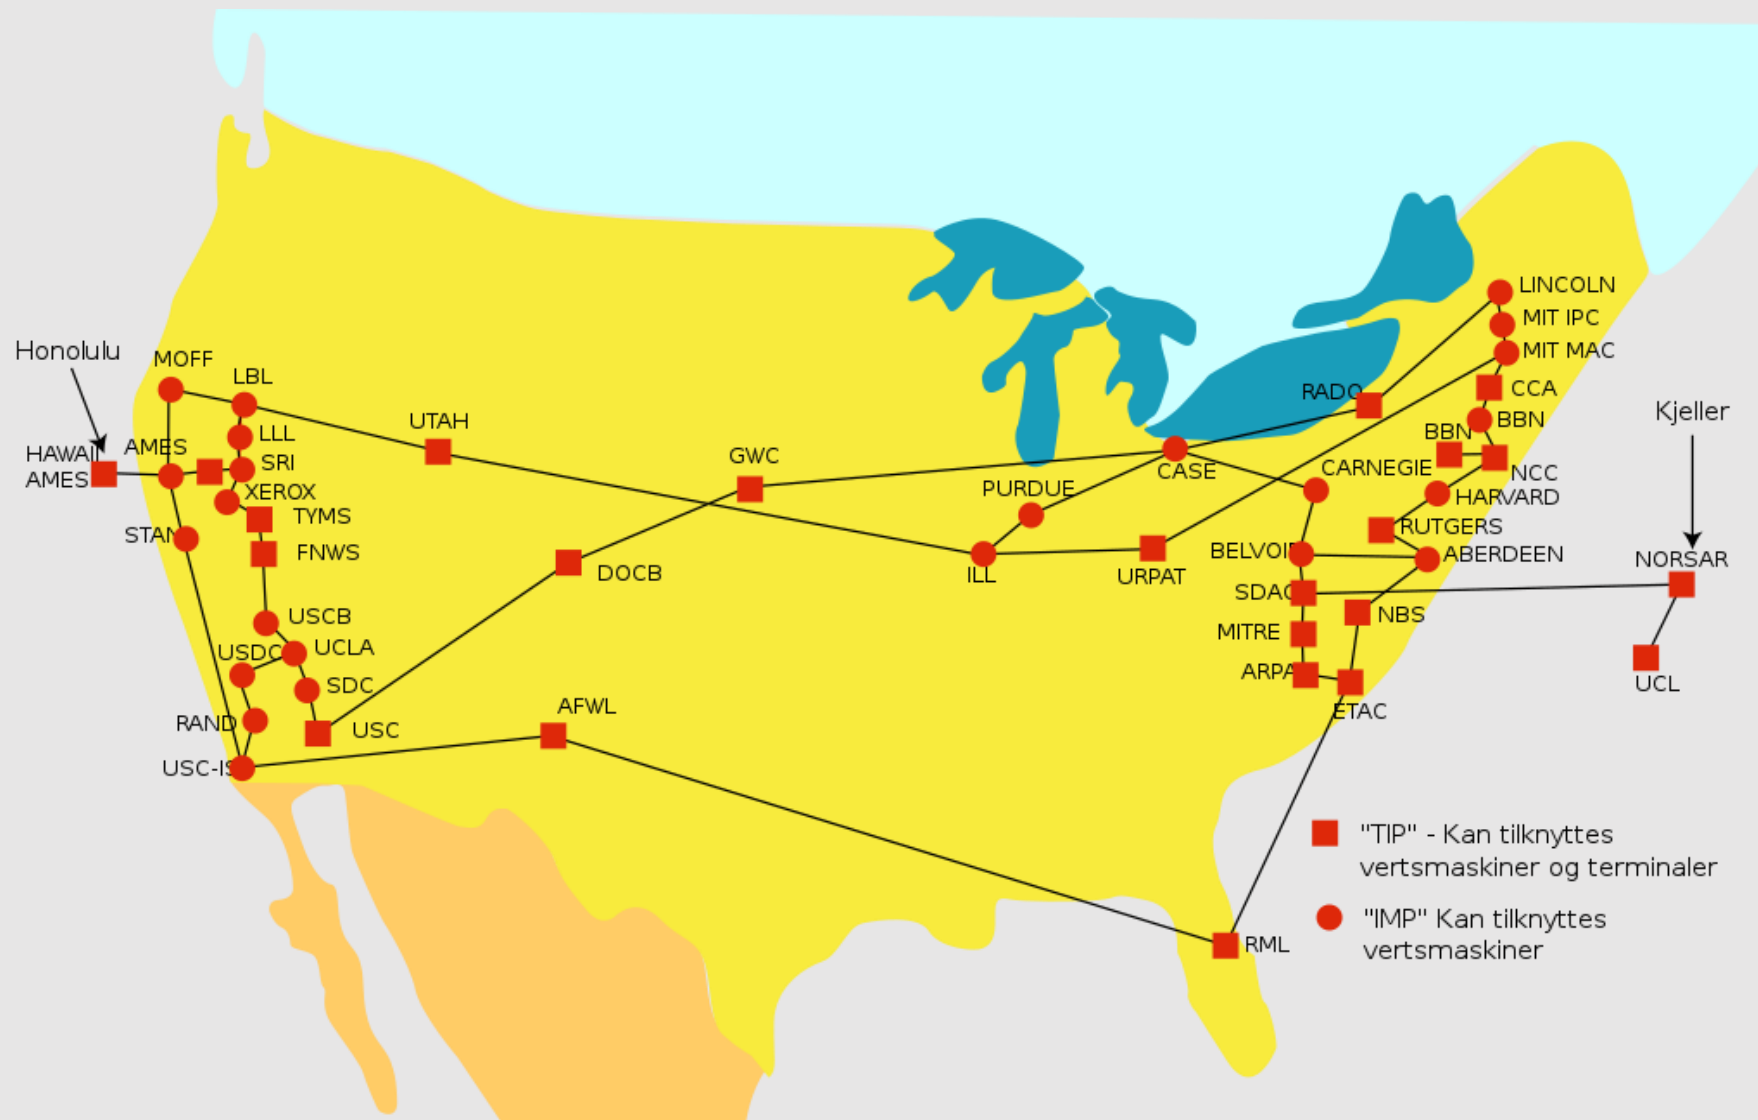 Honolulu
MOFF
LBL
HAWAII
AMES
AMES
LLL
SRI
XEROX
TYMS
STAN
FNWS
USCB
USDC
UCLA
SDC
RAND
USC
USC-IS
UTAH
GWC
DOCB
AFWL
PURDUE
ILL
CASE
URPAT
RADC
LINCOLN
MIT IPC
MIT MAC
CCA
BBN
BBN
NCC
CARNEGIE
HARVARD
RUTGERS
BELVOIR
ABERDEEN
SDAC
NBS
MITRE
ARPA
ETAC
RML
Kjeller
NORSAR
UCL
"TIP" - Kan tilknyttes
vertsmaskiner og terminaler
"IMP" Kan tilknyttes
vertsmaskiner